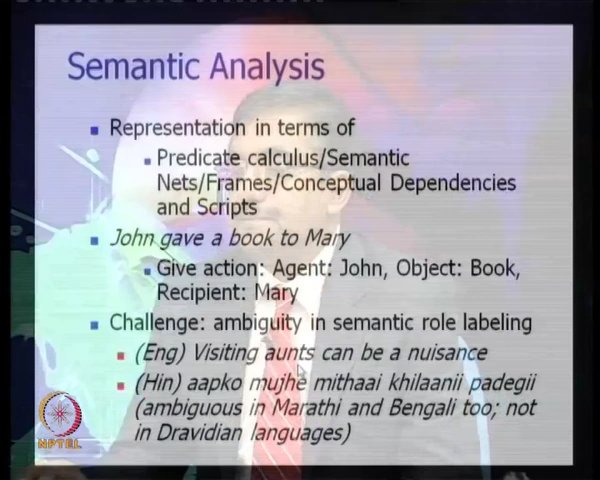 Semantic Analysis
Representation in terms of
Predicate calculus/Semantic
Nets/Frames/Conceptual Dependencies
and Scripts
John gave a book to Mary
Give action: Agent: John, Object: Book,
Recipient: Mary
Challenge: ambiguity in semantic role labeling
(Eng) Visiting aunts can be a nuisance
(Hin) aapko mujhe mithaai khilaanii padegii
(ambiguous in Marathi and Bengali too; not
in Dravidian languages)
NPTEL